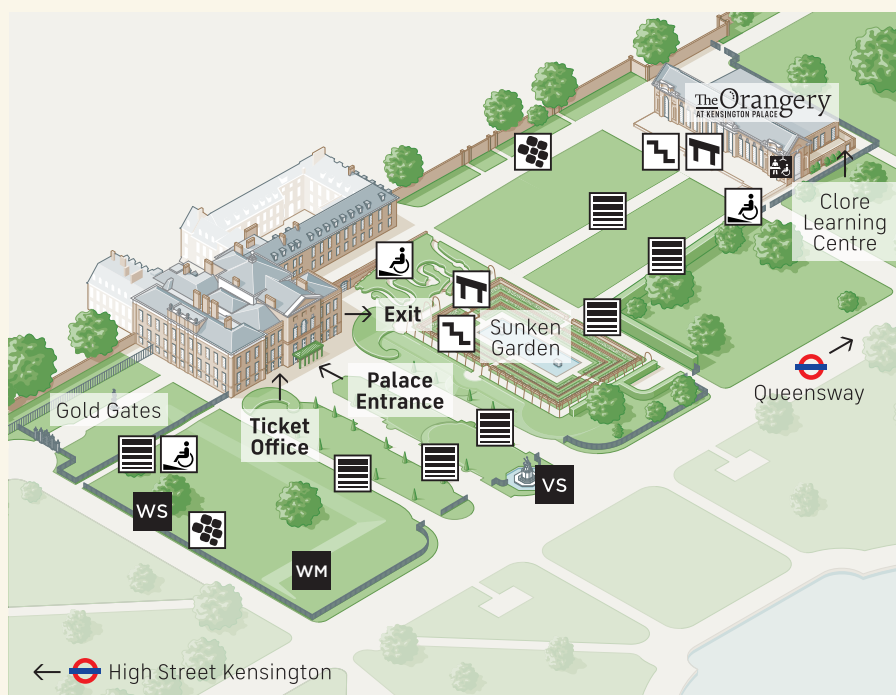 The Orangery
AT KENSINGTON PALACE
Clore
Learning
Centre
Exit
Sunken
Garden
Queensway
Palace
Entrance
Gold Gates
Ticket
Office
VS
WS
WM
High Street Kensington